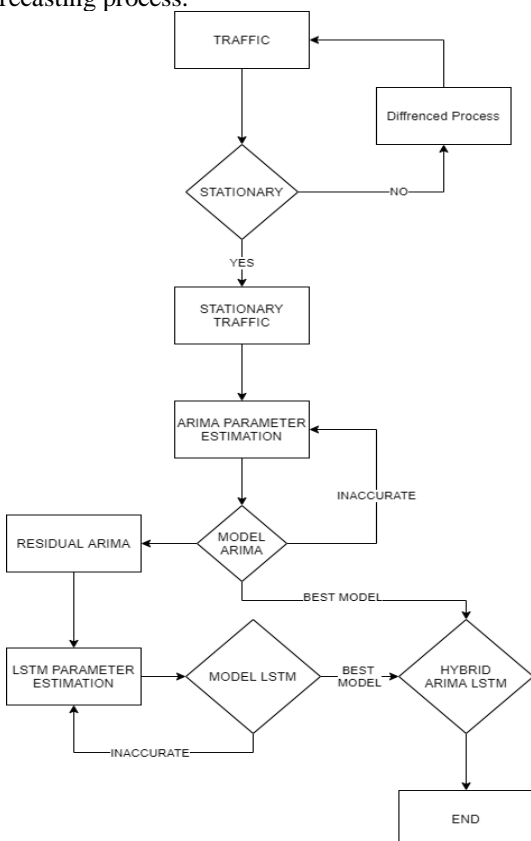 recasting process.
TRAFFIC
Diffrenced Process
STATIONARY
NO
YES
STATIONARY
TRAFFIC
ARIMA PARAMETER
ESTIMATION
INACCURATE
RESIDUAL ARIMA
MODEL
ARIMA
BEST MODEL
LSTM PARAMETER
ESTIMATION
MODEL LSTM
BEST
MODEL
HYBRID
ARIMA LSTM
INACCURATE
END